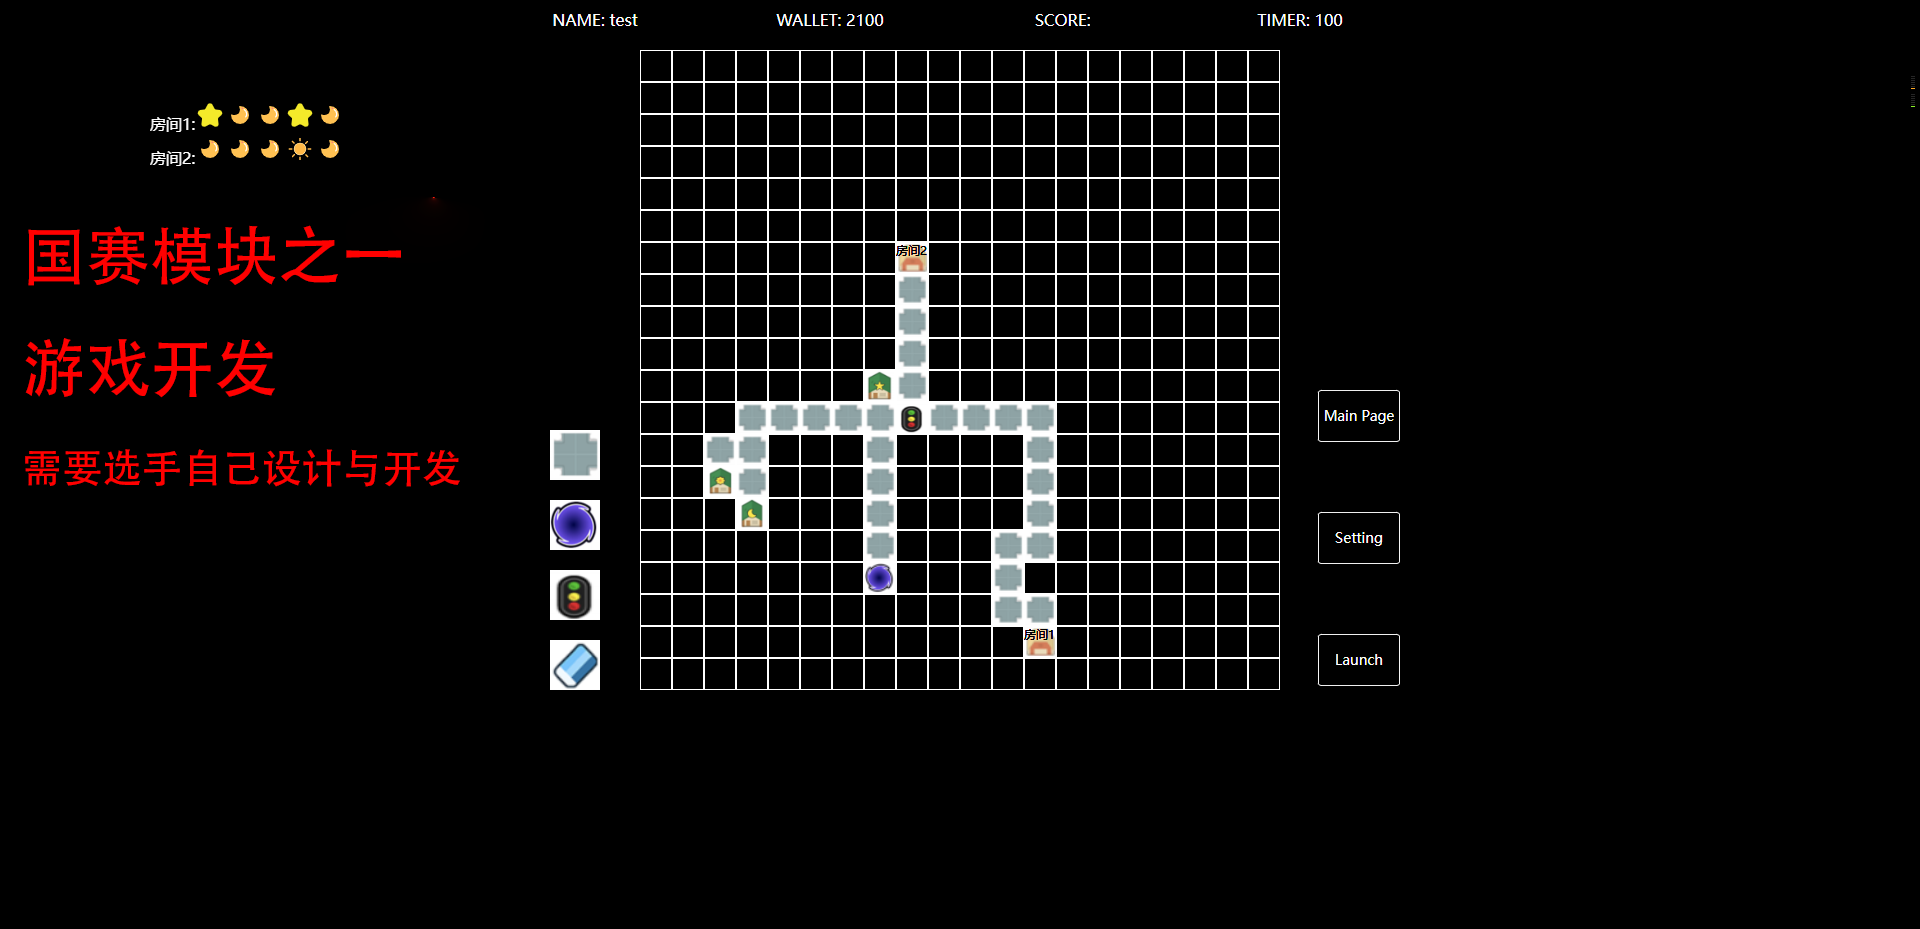 NAME: test
WALLET: 2100
SCORE:
TIMER: 100
房间1:
房间2:
国赛模块之一
游戏开发
需要选手自己设计与开发
房间2
房间1
Main Page
Setting
Launch